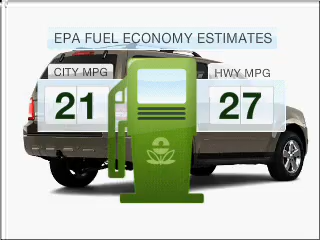 EPA FUEL ECONOMY ESTIMATES
CITY MPG
HWY MPG
21
27